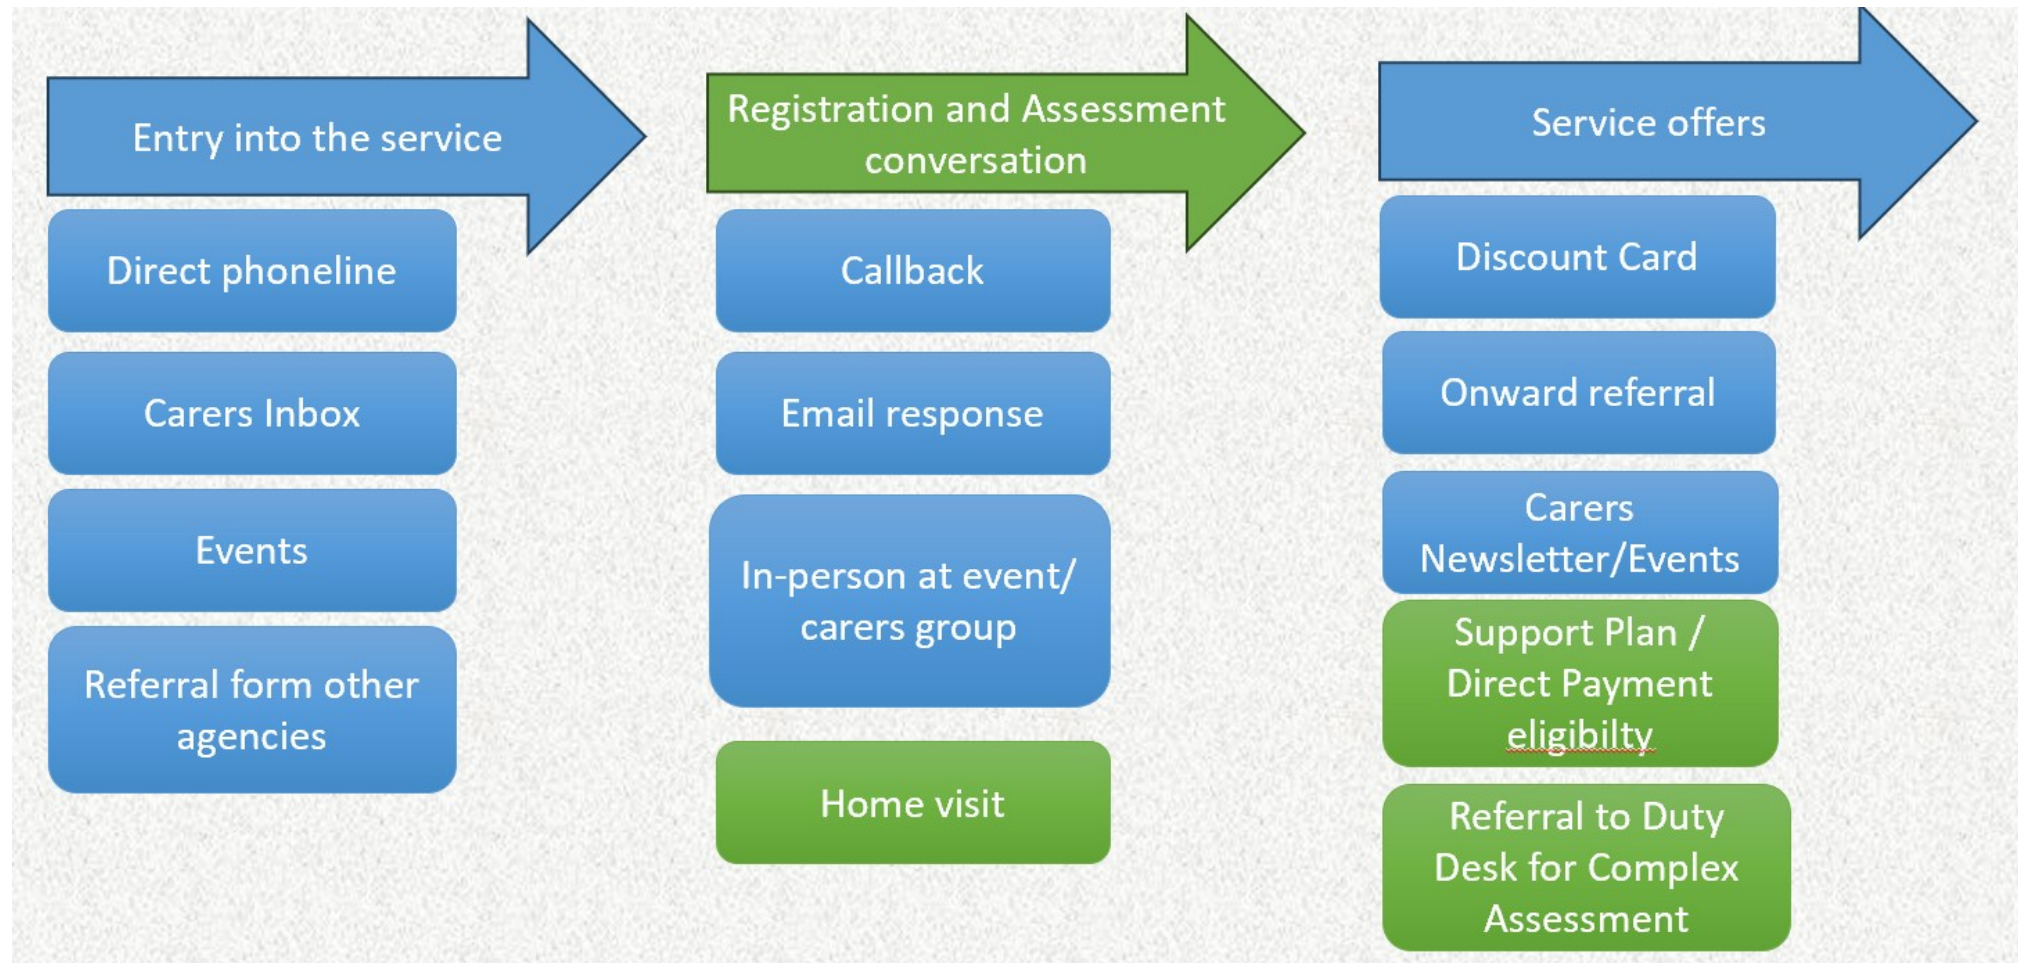 Entry into the service
Direct phoneline
Carers Inbox
Events
Referral form other
agencies
Registration and Assessment
conversation
Callback
Email response
In-person at event/
carers group
Home visit
Service offers
Discount Card
Onward referral
Carers
Newsletter/Events
Support Plan /
Direct Payment
eligibilty
Referral to Duty
Desk for Complex
Assessment